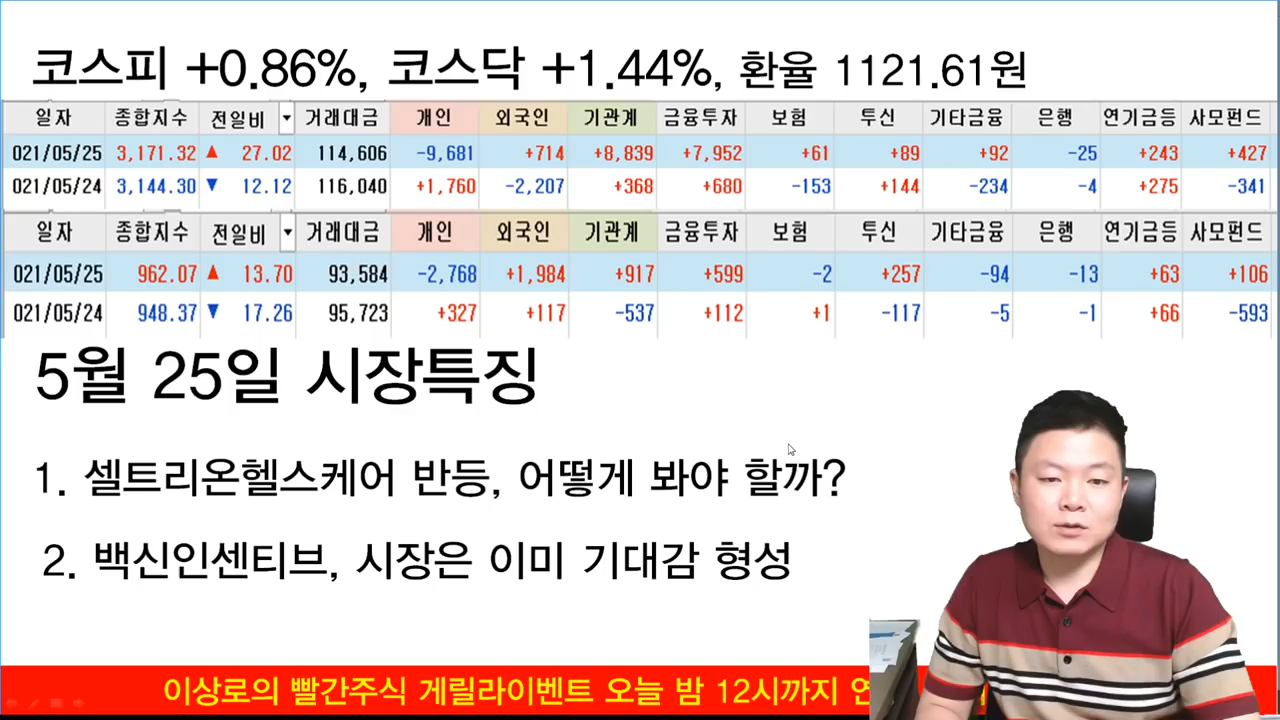 코스피 +0.86%, 코스닥 +1.44%, 환율 1121.61원
일자 종합지수 전일비 ▼ 거래대금 개인 외국인 기관계 금융투자 보험 투신 기타금융 은행 연기금등 사모펀드
021/05/25 3,171.32 ▲ 27.02 114,606 -9,681 +714 +8,839 +7,952 +61 +89 +92 -25 +243 +427
021/05/24 3,144.30 ▼ 12.12 116,040 +1,760 -2,207 +368 +680 -153 +144 -234 -4 +275 -341
일자 종합지수 전일비 ▼ 거래대금 개인 외국인 기관계 금융투자 보험 투신 기타금융 은행 연기금등 사모펀드
021/05/25 962.07 ▲ 13.70 93,584 -2,768 +1,984 +917 +599 -2 +257 -94 -13 +63 +106
021/05/24 948.37 ▼ 17.26 95,723 +327 +117 -537 +112 +1 -117 -5 -1 +66 -593
5월 25일 시장특징
1. 셀트리온헬스케어 반등, 어떻게 봐야 할까?
2. 백신인센티브, 시장은 이미 기대감 형성
이상로의 빨간주식 게릴라이벤트 오늘 밤 12시까지